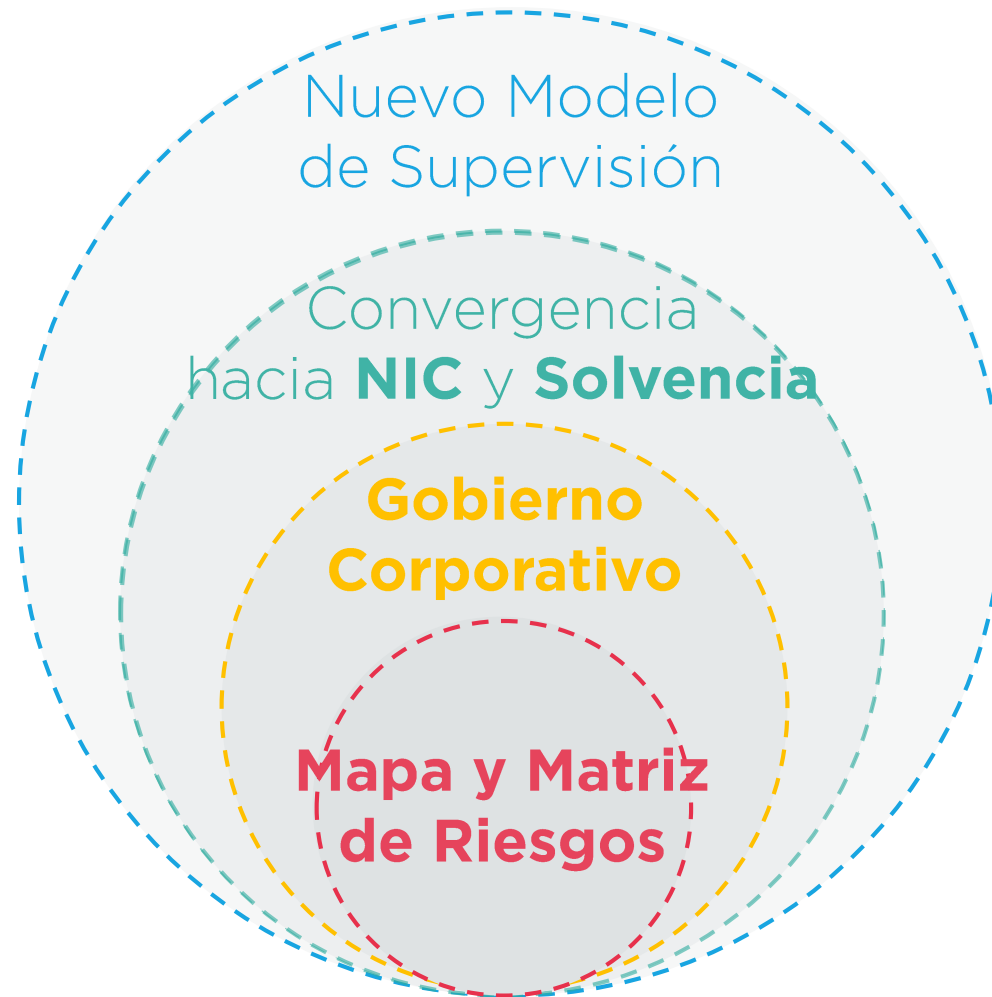 Nuevo Modelo
de Supervisión
Convergencia
hacia NIC y Solvencia
Gobierno
Corporativo
Mapa y Matriz
de Riesgos